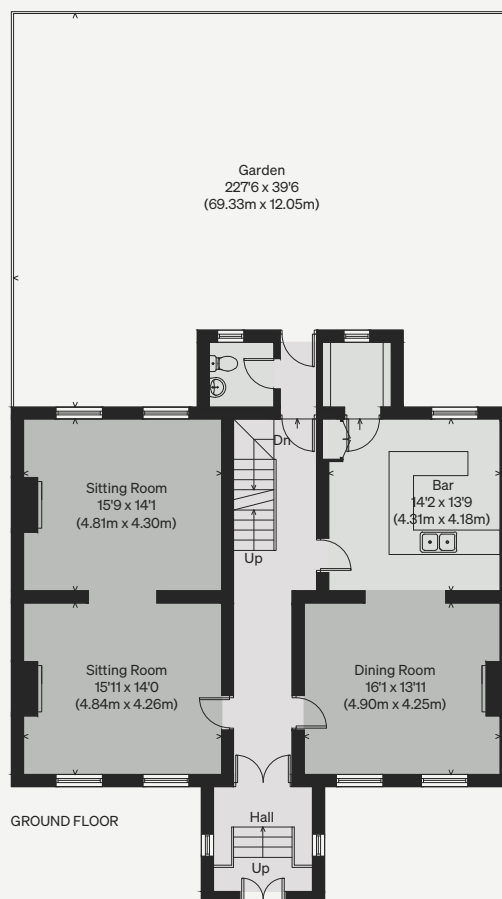 Garden
227'6 x 39'6
(69.33m x 12.05m)
Dn
Sitting Room
15'9 x 14'1
(4.81m x 4.30m)
Bar
14'2 x 13'9
(4.31m x 4.18m)
Up
Sitting Room
15'11 x 14'0
(4.84m x 4.26m)
Dining Room
16'1 x 13'11
(4.90m x 4.25m)
GROUND FLOOR
Hall
Up